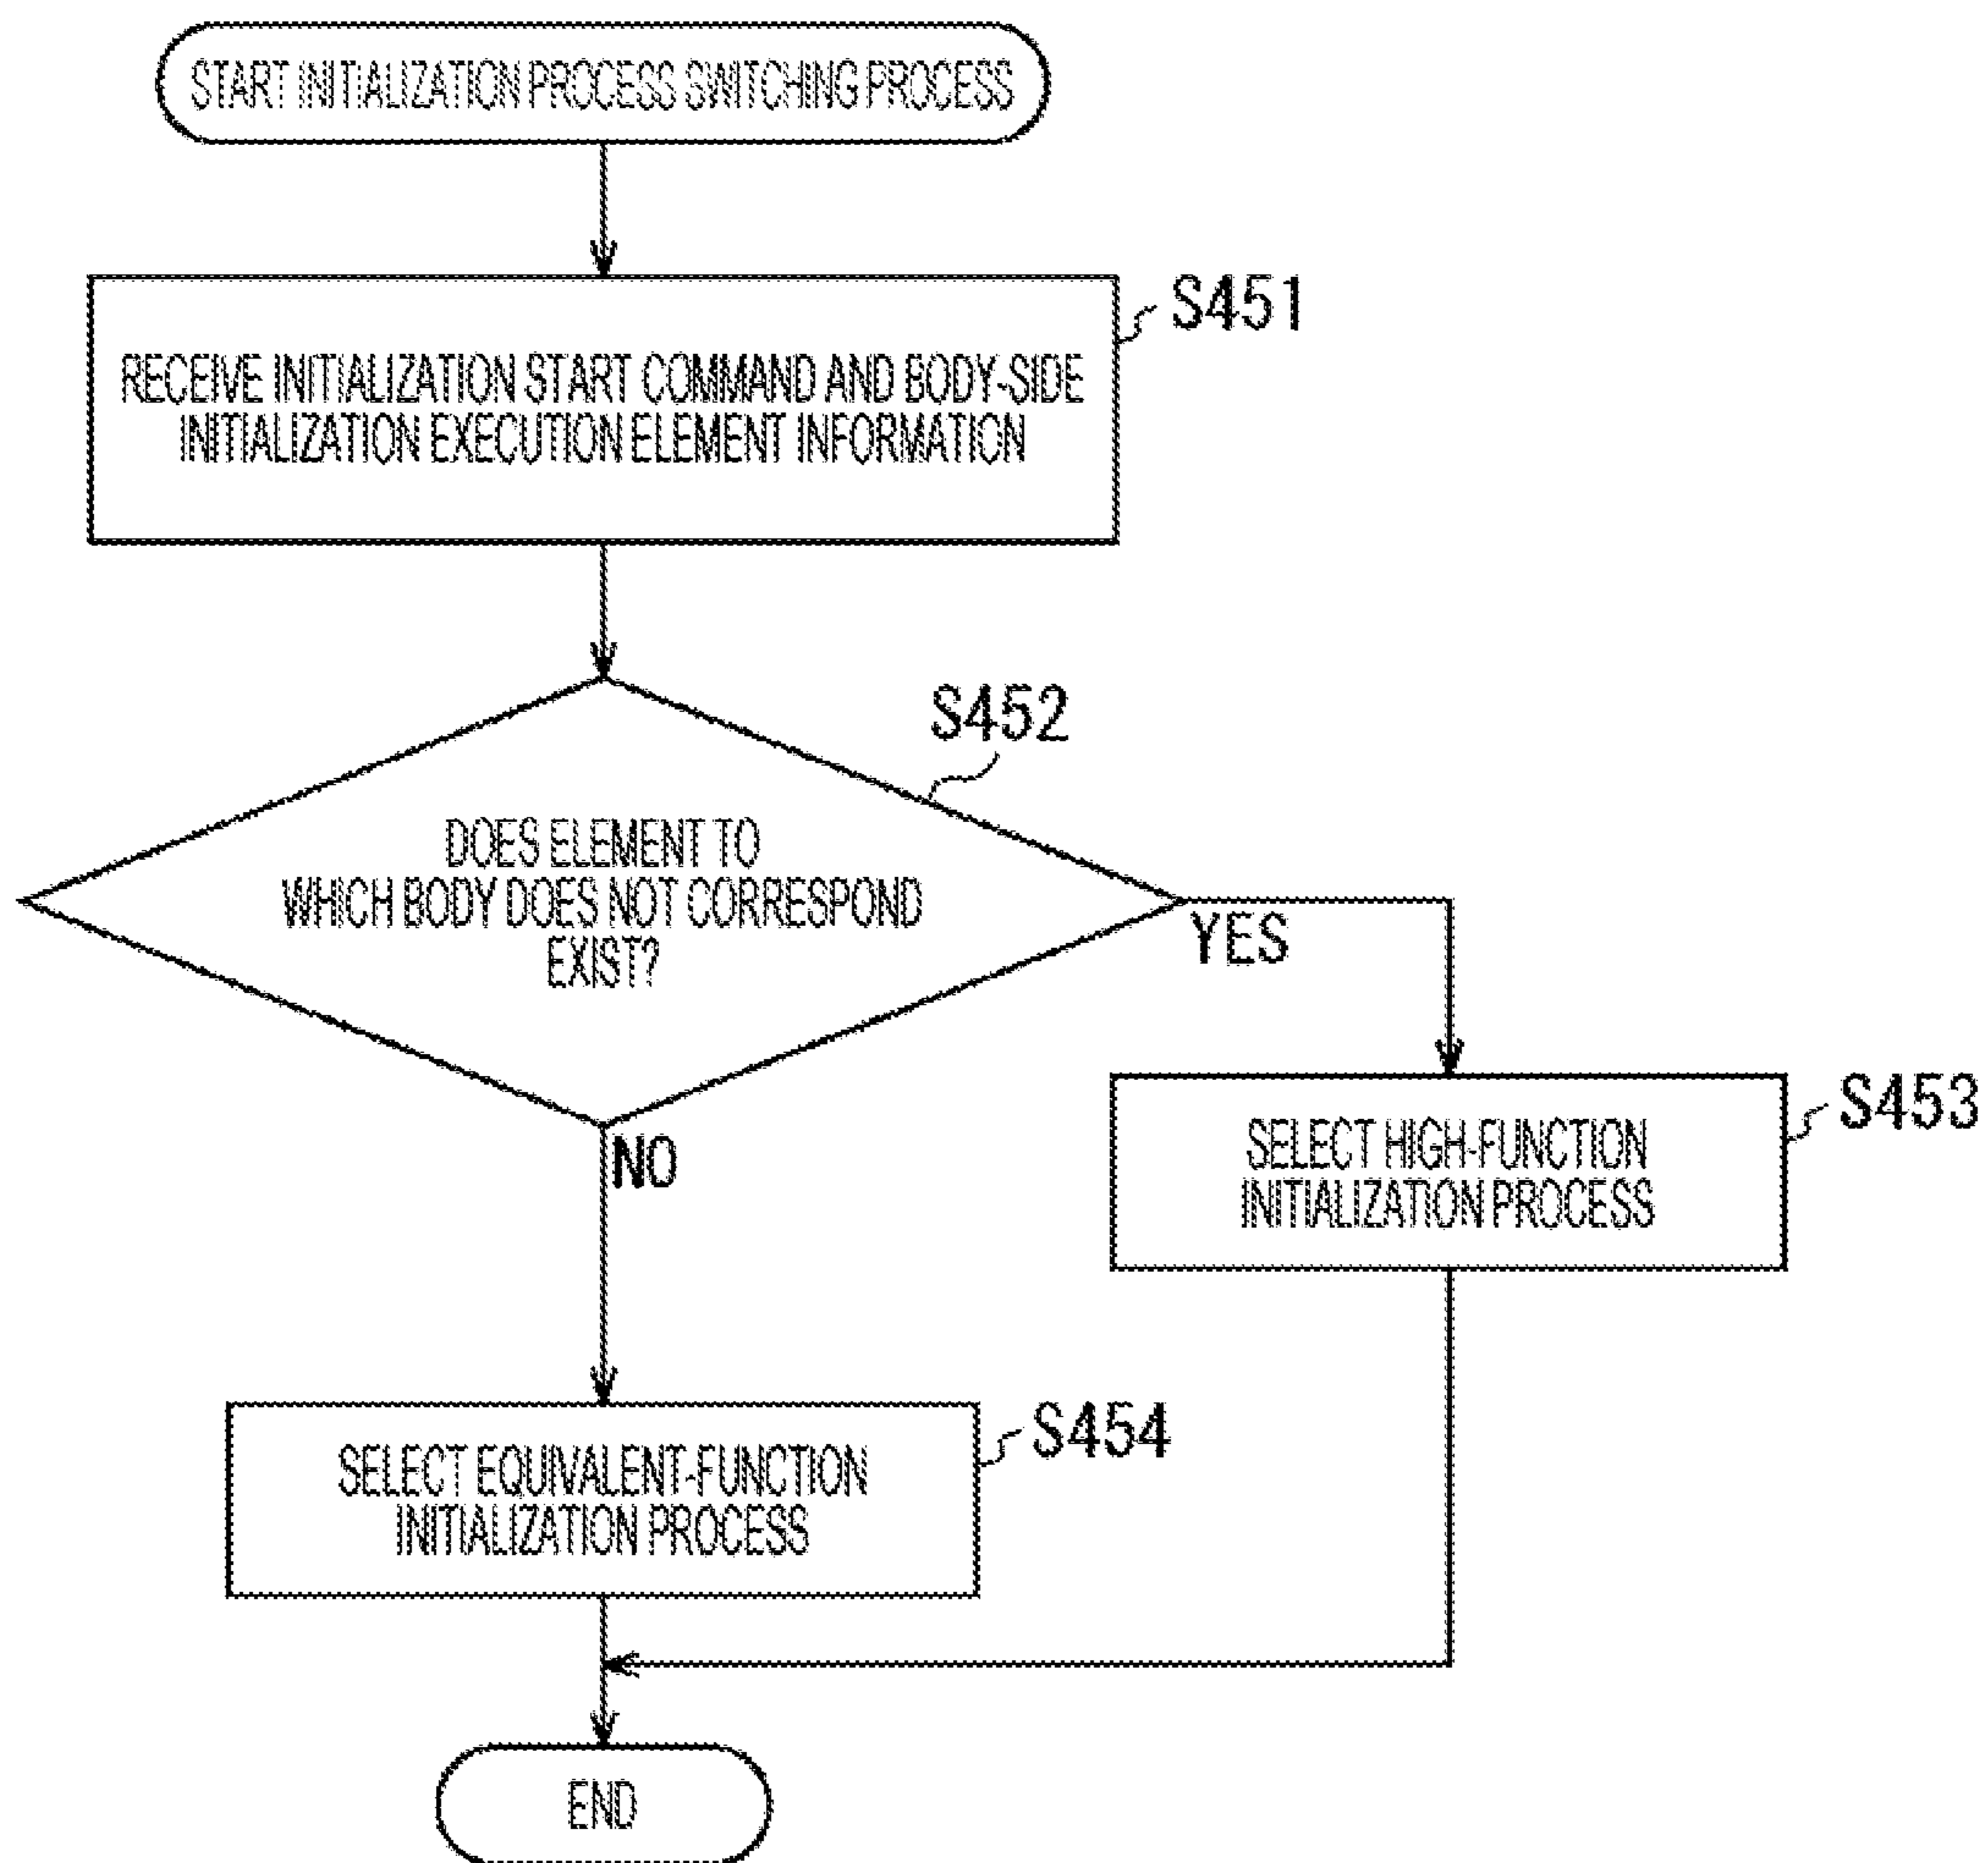 START INITIALIZATION PROCESS SWITCHING PROCESS
S451
RECEIVE INITIALIZATION START COMMAND AND BODY-SIDE
INITIALIZATION EXECUTION ELEMENT INFORMATION
S452
DOES ELEMENT TO
WHICH BODY DOES NOT CORRESPOND
EXIST?
YES
NO
S453
SELECT HIGH-FUNCTION
INITIALIZATION PROCESS
S454
SELECT EQUIVALENT-FUNCTION
INITIALIZATION PROCESS
END